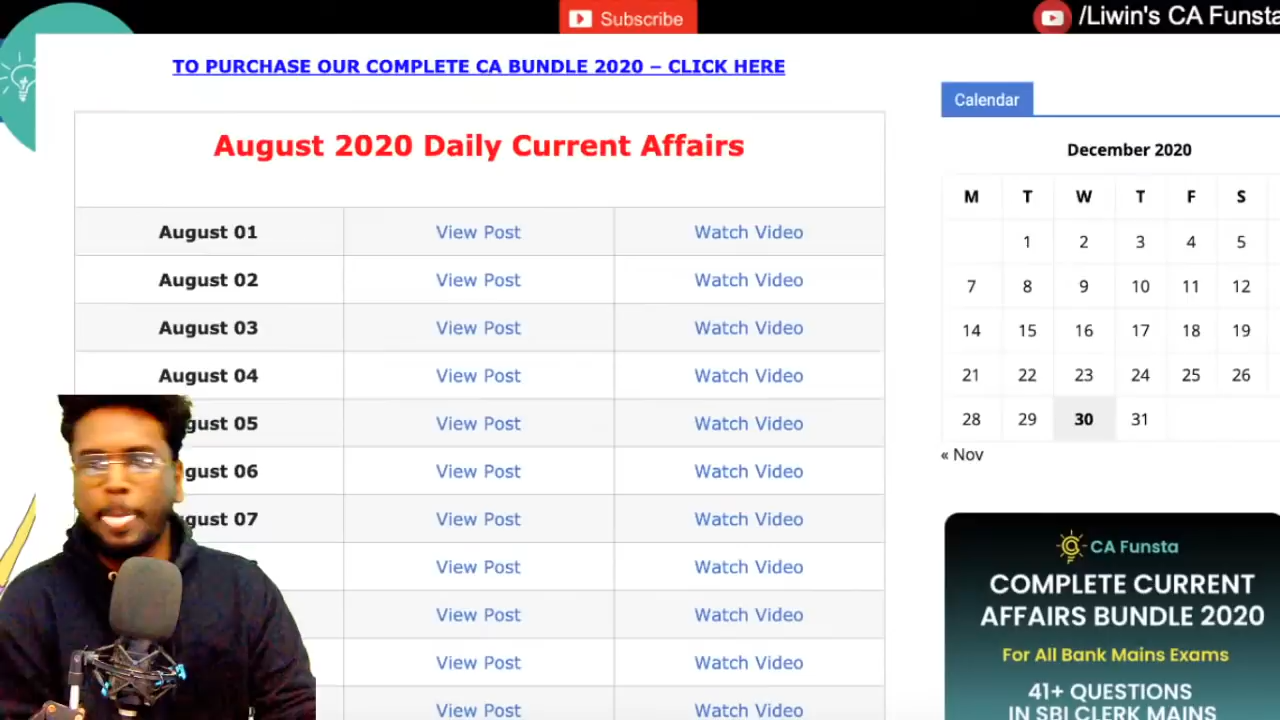 Subscribe
/Liwin's CA Funsta
TO PURCHASE OUR COMPLETE CA BUNDLE 2020 – CLICK HERE
August 2020 Daily Current Affairs
August 01 View Post Watch Video
August 02 View Post Watch Video
August 03 View Post Watch Video
August 04 View Post Watch Video
gust 05 View Post Watch Video
gust 06 View Post Watch Video
gust 07 View Post Watch Video
View Post Watch Video
View Post Watch Video
View Post Watch Video
View Post Watch Video
Calendar
December 2020
M T W T F S
1 2 3 4 5
7 8 9 10 11 12
14 15 16 17 18 19
21 22 23 24 25 26
28 29 30 31
« Nov
CA Funsta
COMPLETE CURRENT
AFFAIRS BUNDLE 2020
For All Bank Mains Exams
41+ QUESTIONS
IN SBI CLERK MAINS